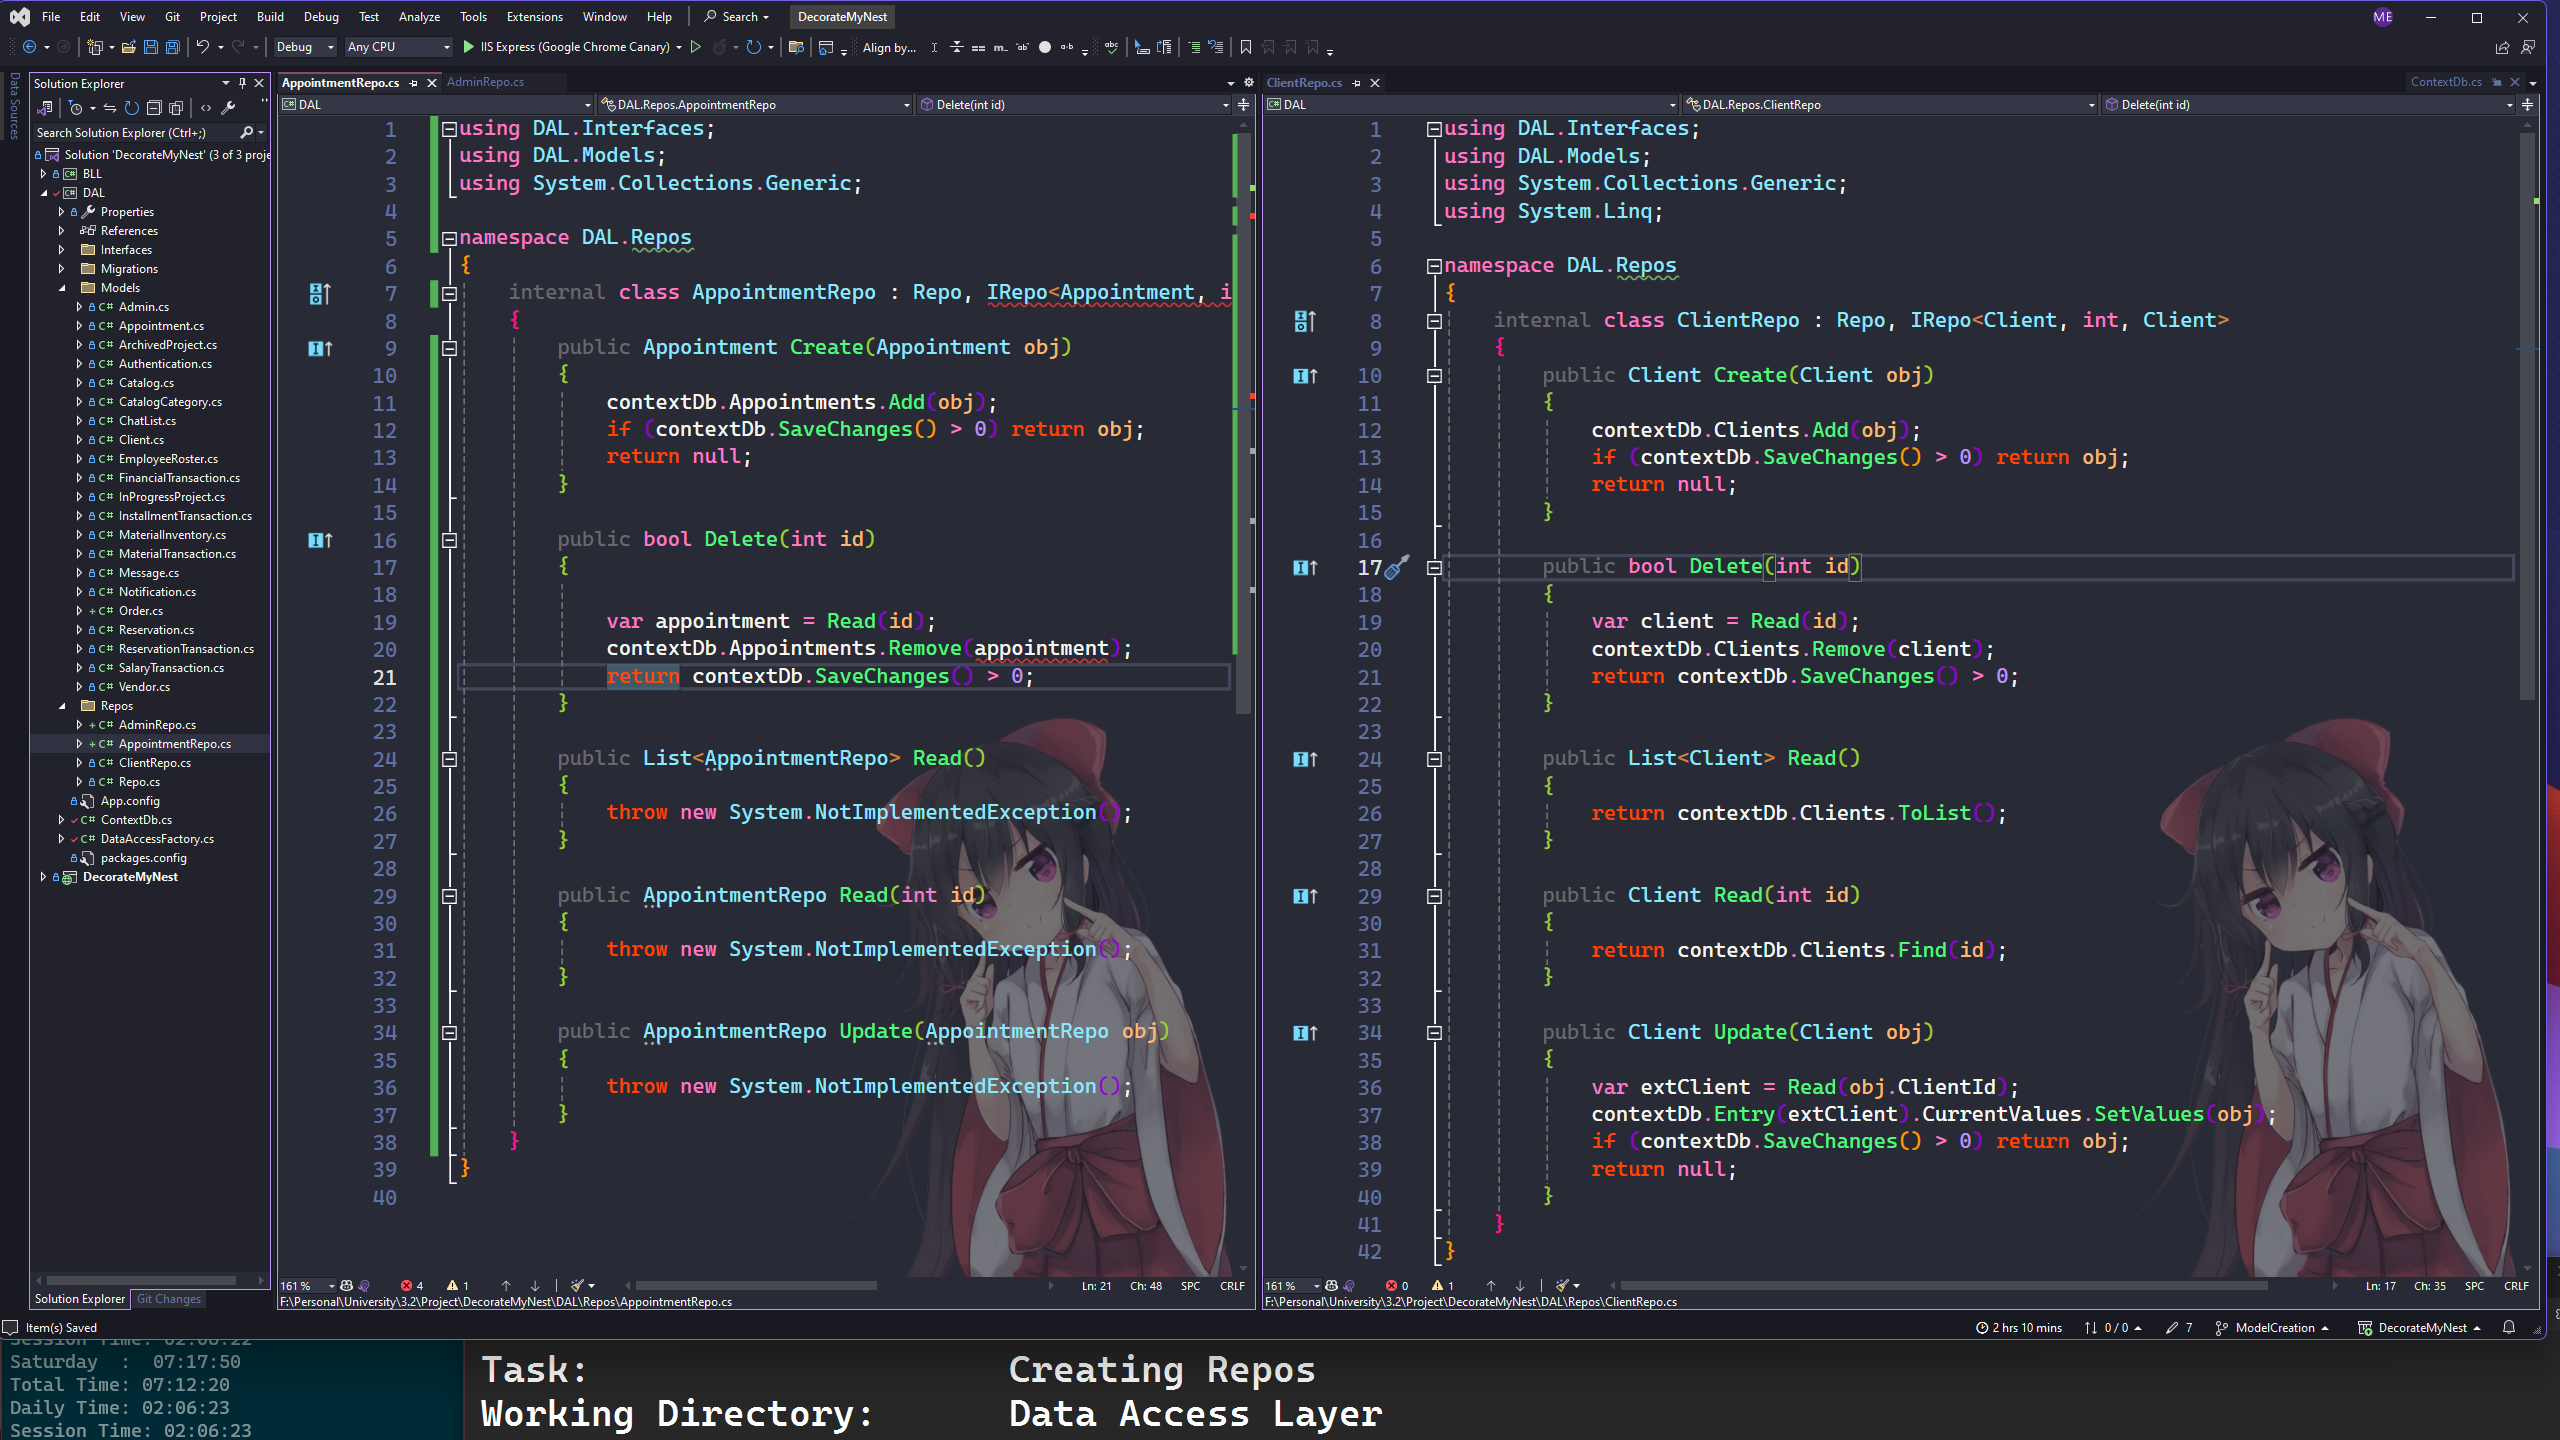 File Edit View Git Project Build Debug Test Analyze Tools Extensions Window Help Search DecorateMyNest ME
Debug Any CPU IIS Express (Google Chrome Canary) Align by...
Data Sources
Solution Explorer
Search Solution Explorer (Ctrl+;)
Solution 'DecorateMyNest' (3 of 3 proje
BLL
DAL
Properties
References
Interfaces
Migrations
Models
Admin.cs
Appointment.cs
ArchivedProject.cs
Authentication.cs
Catalog.cs
CatalogCategory.cs
ChatList.cs
Client.cs
EmployeeRoster.cs
FinancialTransaction.cs
InProgressProject.cs
InstallmentTransaction.cs
MaterialInventory.cs
MaterialTransaction.cs
Message.cs
Notification.cs
Order.cs
Reservation.cs
ReservationTransaction.cs
SalaryTransaction.cs
Vendor.cs
Repos
AdminRepo.cs
AppointmentRepo.cs
ClientRepo.cs
Repo.cs
App.config
ContextDb.cs
DataAccessFactory.cs
packages.config
DecorateMyNest
Solution Explorer Git Changes
AppointmentRepo.cs AdminRepo.cs
DAL DAL.Repos.AppointmentRepo Delete(int id)
1 using DAL.Interfaces;
2 using DAL.Models;
3 using System.Collections.Generic;
4
5 namespace DAL.Repos
6 {
7 internal class AppointmentRepo : Repo, IRepo<Appointment, i
8 {
9 public Appointment Create(Appointment obj)
10 {
11 contextDb.Appointments.Add(obj);
12 if (contextDb.SaveChanges() > 0) return obj;
13 return null;
14 }
15
16 public bool Delete(int id)
17 {
18
19 var appointment = Read(id);
20 contextDb.Appointments.Remove(appointment);
21 return contextDb.SaveChanges() > 0;
22 }
23
24 public List<AppointmentRepo> Read()
25 {
26 throw new System.NotImplementedException();
27 }
28
29 public AppointmentRepo Read(int id)
30 {
31 throw new System.NotImplementedException();
32 }
33
34 public AppointmentRepo Update(AppointmentRepo obj)
35 {
36 throw new System.NotImplementedException();
37 }
38 }
39 }
40
161 % 4 1 Ln: 21 Ch: 48 SPC CRLF
F:\Personal\University\3.2\Project\DecorateMyNest\DAL\Repos\AppointmentRepo.cs
ClientRepo.cs ContextDb.cs
DAL DAL.Repos.ClientRepo Delete(int id)
1 using DAL.Interfaces;
2 using DAL.Models;
3 using System.Collections.Generic;
4 using System.Linq;
5
6 namespace DAL.Repos
7 {
8 internal class ClientRepo : Repo, IRepo<Client, int, Client>
9 {
10 public Client Create(Client obj)
11 {
12 contextDb.Clients.Add(obj);
13 if (contextDb.SaveChanges() > 0) return obj;
14 return null;
15 }
16
17 public bool Delete(int id)
18 {
19 var client = Read(id);
20 contextDb.Clients.Remove(client);
21 return contextDb.SaveChanges() > 0;
22 }
23
24 public List<Client> Read()
25 {
26 return contextDb.Clients.ToList();
27 }
28
29 public Client Read(int id)
30 {
31 return contextDb.Clients.Find(id);
32 }
33
34 public Client Update(Client obj)
35 {
36 var extClient = Read(obj.ClientId);
37 contextDb.Entry(extClient).CurrentValues.SetValues(obj);
38 if (contextDb.SaveChanges() > 0) return obj;
39 return null;
40 }
41 }
42 }
161 % 0 1 Ln: 17 Ch: 35 SPC CRLF
F:\Personal\University\3.2\Project\DecorateMyNest\DAL\Repos\ClientRepo.cs
Item(s) Saved 2 hrs 10 mins 0 / 0 7 ModelCreation DecorateMyNest
Session Time: 02:06:22
Saturday : 07:17:50
Total Time: 07:12:20
Daily Time: 02:06:23
Session Time: 02:06:23
Task: Creating Repos
Working Directory: Data Access Layer